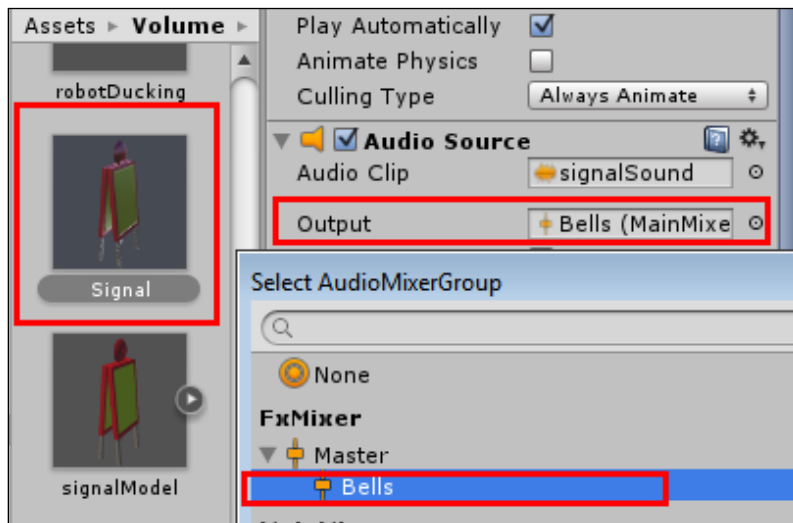 Assets ▸ Volume ▸
robotDucking
Signal
signalModel
Play Automatically
Animate Physics
Culling Type Always Animate
Audio Source
Audio Clip signalSound
Output Bells (MainMixe
Select AudioMixerGroup
None
FxMixer
Master
Bells